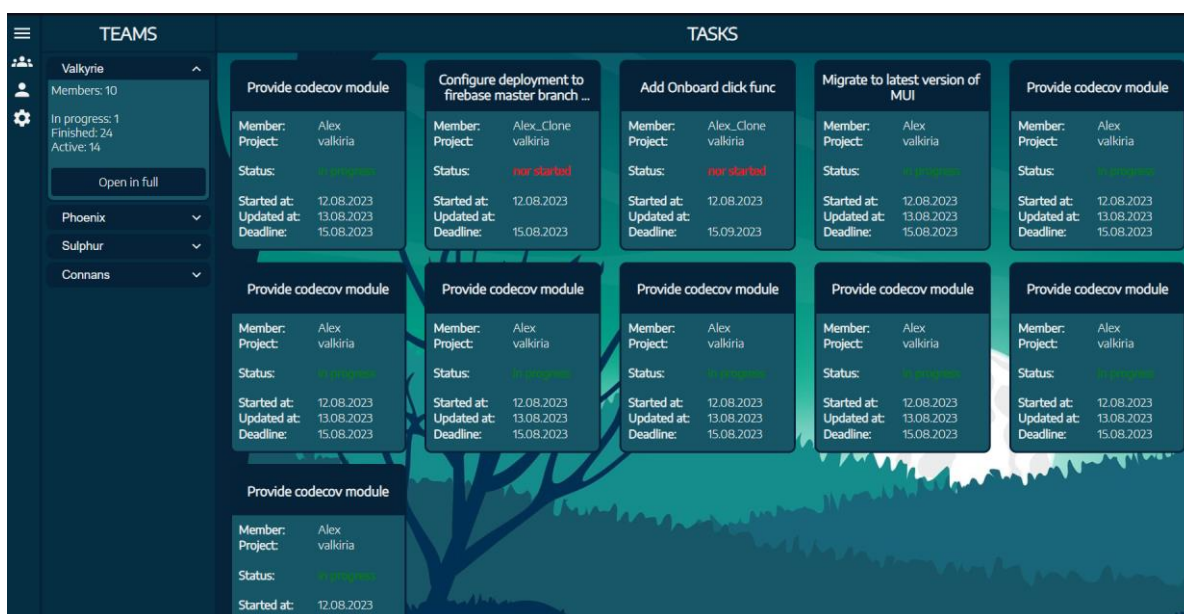 TEAMS
TASKS
Valkyrie
Members: 10
In progress: 1
Finished: 24
Active: 14
Open in full
Phoenix
Sulphur
Connans
Provide codecov module
Member: Alex
Project: valkiria
Status: in progress
Started at: 12.08.2023
Updated at: 13.08.2023
Deadline: 15.08.2023
Configure deployment to
firebase master branch ...
Member: Alex_Clone
Project: valkiria
Status: nor started
Started at: 12.08.2023
Updated at:
Deadline: 15.08.2023
Add Onboard click func
Member: Alex_Clone
Project: valkiria
Status: nor started
Started at: 12.08.2023
Updated at:
Deadline: 15.09.2023
Migrate to latest version of
MUI
Member: Alex
Project: valkiria
Status: in progress
Started at: 12.08.2023
Updated at: 13.08.2023
Deadline: 15.08.2023
Provide codecov module
Member: Alex
Project: valkiria
Status: in progress
Started at: 12.08.2023
Updated at: 13.08.2023
Deadline: 15.08.2023
Provide codecov module
Member: Alex
Project: valkiria
Status: in progress
Started at: 12.08.2023
Updated at: 13.08.2023
Deadline: 15.08.2023
Provide codecov module
Member: Alex
Project: valkiria
Status: in progress
Started at: 12.08.2023
Updated at: 13.08.2023
Deadline: 15.08.2023
Provide codecov module
Member: Alex
Project: valkiria
Status: in progress
Started at: 12.08.2023
Updated at: 13.08.2023
Deadline: 15.08.2023
Provide codecov module
Member: Alex
Project: valkiria
Status: in progress
Started at: 12.08.2023
Updated at: 13.08.2023
Deadline: 15.08.2023
Provide codecov module
Member: Alex
Project: valkiria
Status: in progress
Started at: 12.08.2023
Updated at: 13.08.2023
Deadline: 15.08.2023
Provide codecov module
Member: Alex
Project: valkiria
Status: in progress
Started at: 12.08.2023